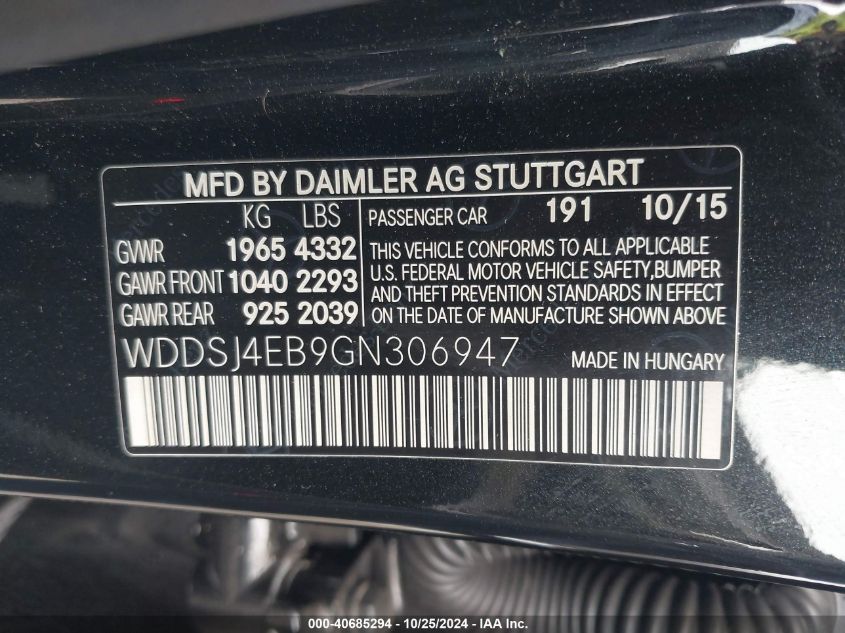 MFD BY DAIMLER AG STUTTGART
KG LBS PASSENGER CAR 191 10/15
GVWR 1965 4332 THIS VEHICLE CONFORMS TO ALL APPLICABLE
GAWR FRONT 1040 2293 U.S. FEDERAL MOTOR VEHICLE SAFETY,BUMPER
AND THEFT PREVENTION STANDARDS IN EFFECT
GAWR REAR 925 2039 ON THE DATE OF MANUFACTURE SHOWN ABOVE
WDDSJ4EB9GN306947 MADE IN HUNGARY
000-40685294 - 10/25/2024 - IAA Inc.